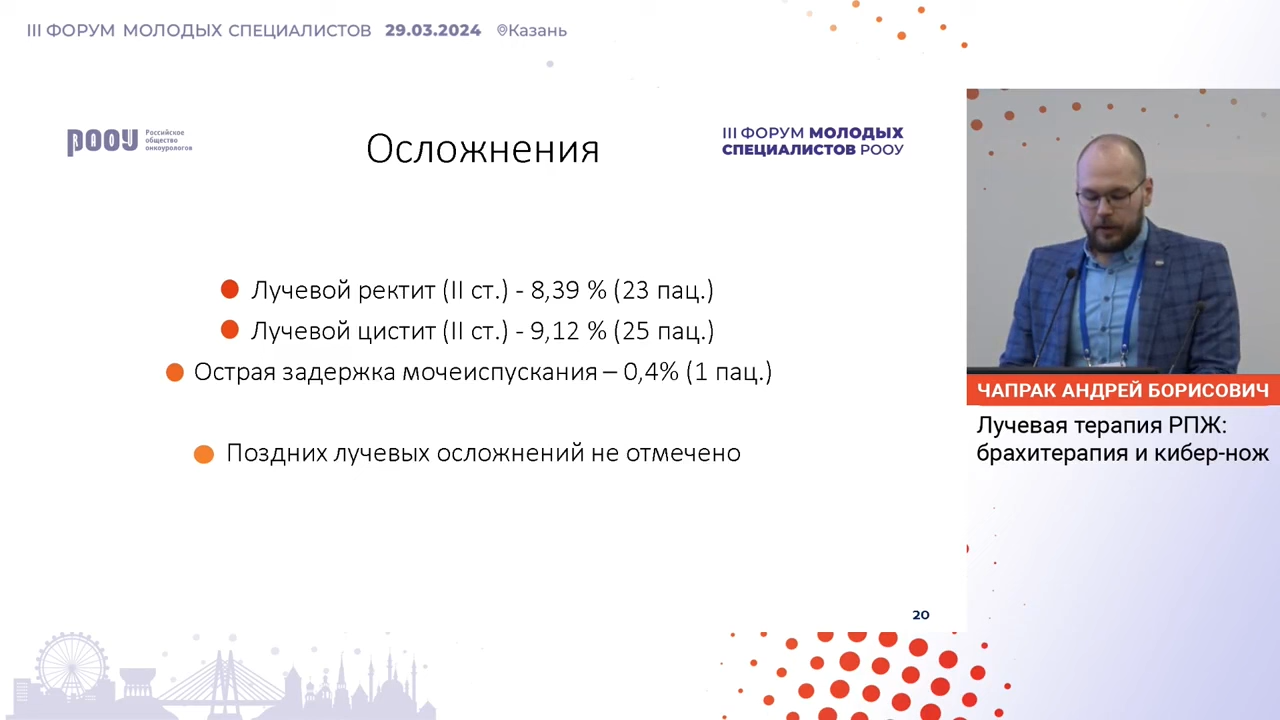 III ФОРУМ МОЛОДЫХ СПЕЦИАЛИСТОВ 29.03.2024 Казань
РООУ Российское
общество
онкоурологов
Осложнения
III ФОРУМ МОЛОДЫХ
СПЕЦИАЛИСТОВ РООУ
Лучевой ректит (II ст.) - 8,39 % (23 пац.)
Лучевой цистит (II ст.) - 9,12 % (25 пац.)
Острая задержка мочеиспускания – 0,4% (1 пац.)
Поздних лучевых осложнений не отмечено
20
ЧАПРАК АНДРЕЙ БОРИСОВИЧ
Лучевая терапия РПЖ:
брахитерапия и кибер-нож